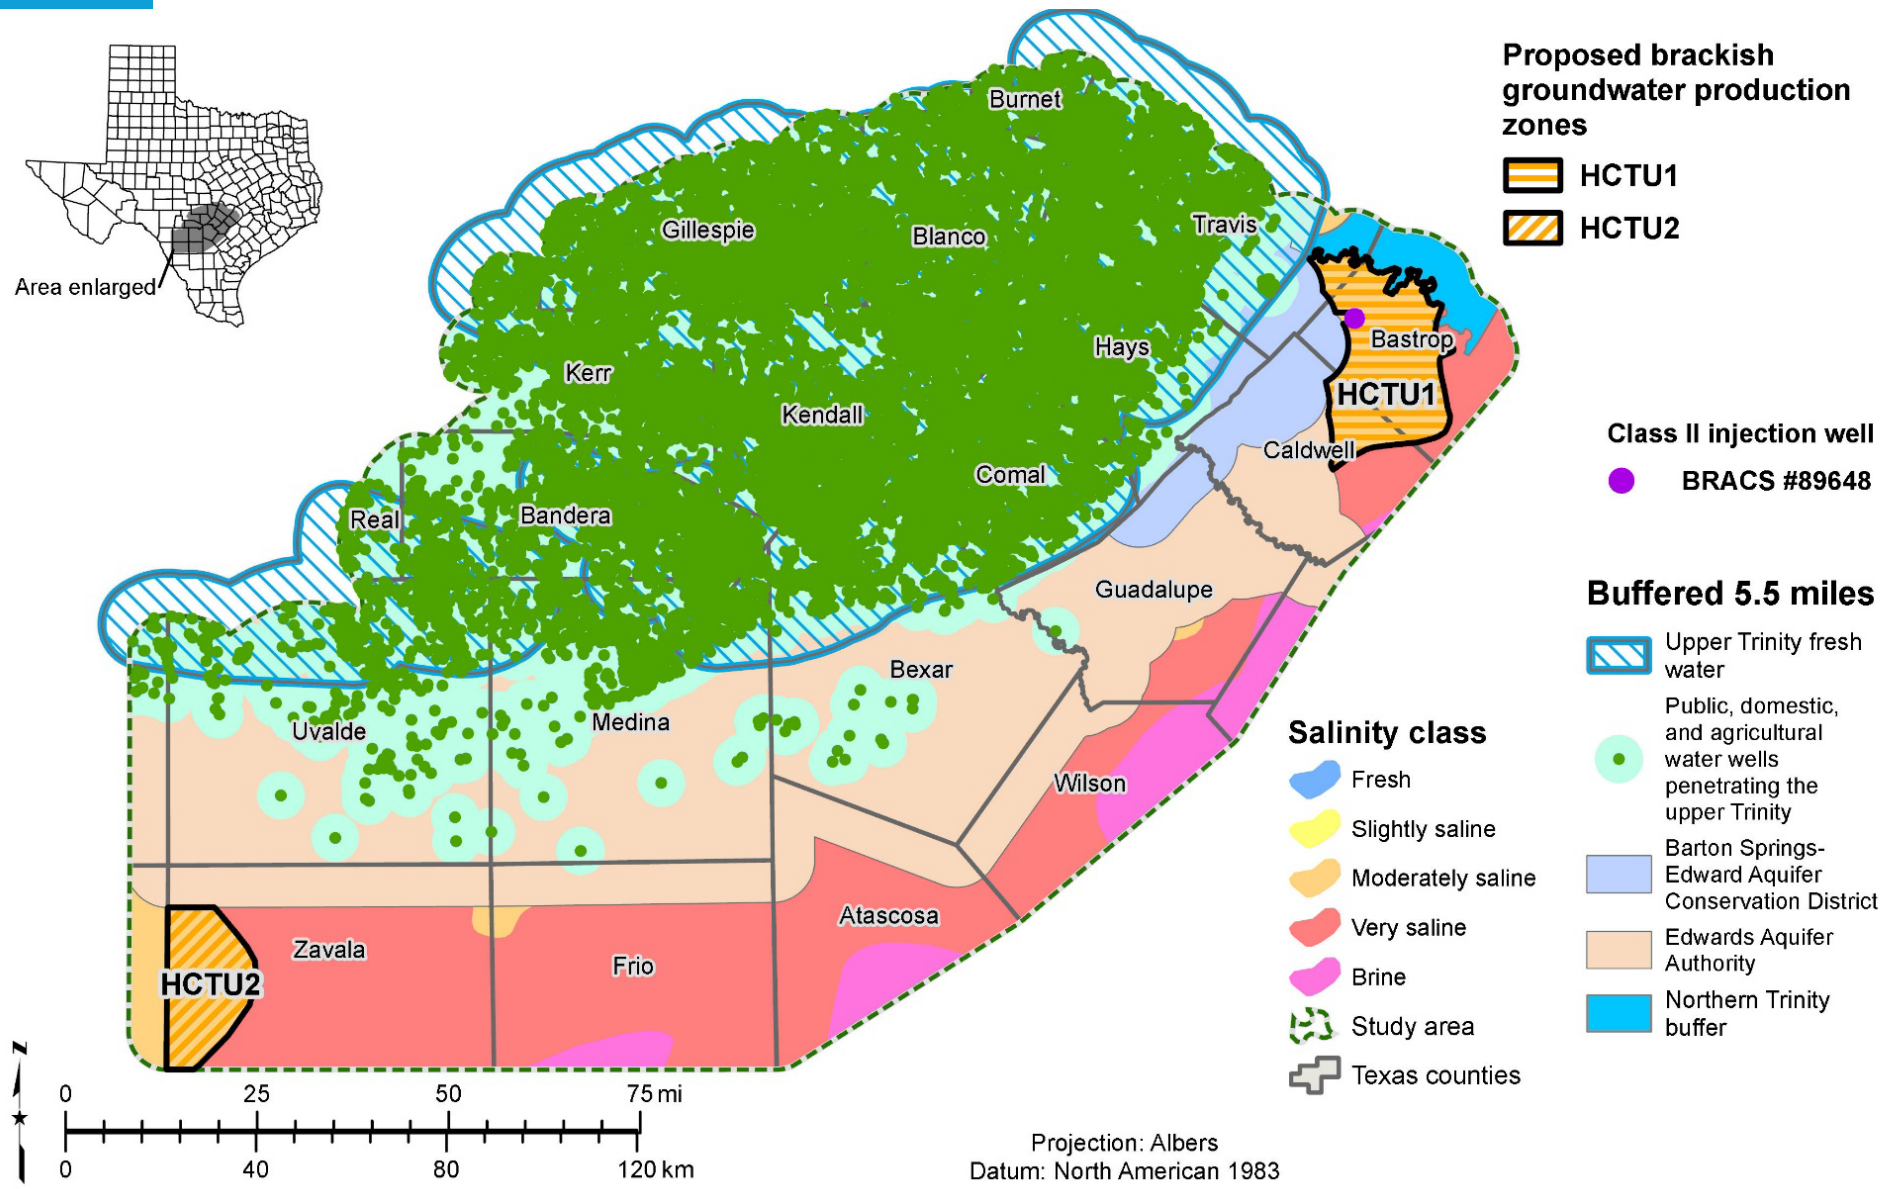 Proposed brackish
groundwater production
zones
HCTU1
HCTU2
Area enlarged
Burnet
Gillespie
Blanco
Travis
Hays
Bastrop
HCTU1
Kerr
Kendall
Caldwell
Comal
Real
Bandera
Guadalupe
Bexar
Uvalde
Medina
Wilson
Atascosa
Zavala
Frio
HCTU2
Class II injection well
BRACS #89648
Buffered 5.5 miles
Upper Trinity fresh
water
Public, domestic,
and agricultural
water wells
penetrating the
upper Trinity
Barton Springs-
Edward Aquifer
Conservation District
Edwards Aquifer
Authority
Northern Trinity
buffer
Salinity class
Fresh
Slightly saline
Moderately saline
Very saline
Brine
Study area
Texas counties
N
0 25 50 75 mi
0 40 80 120 km
Projection: Albers
Datum: North American 1983